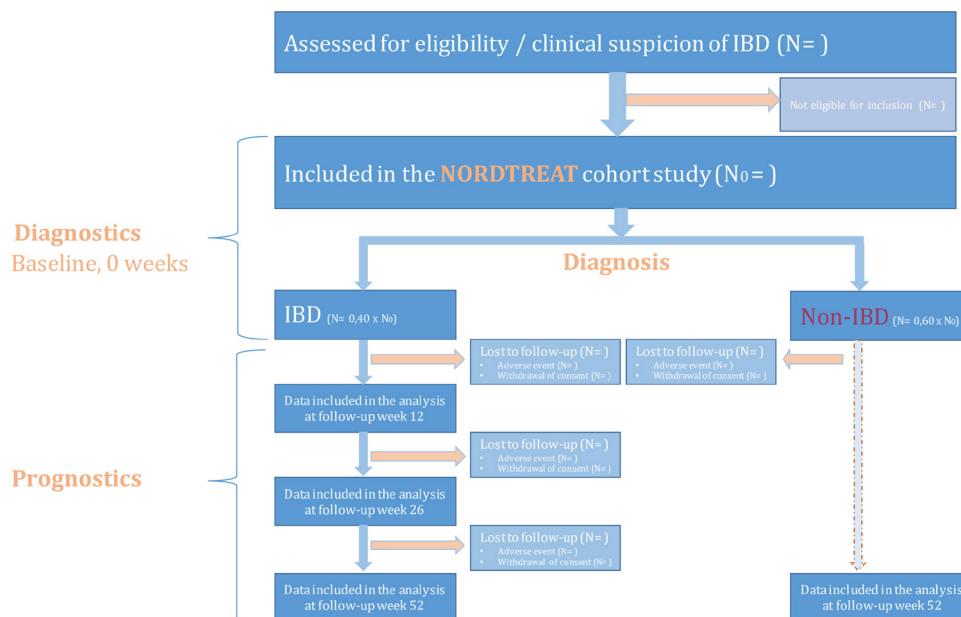 Assessed for eligibility / clinical suspicion of IBD (N= )
Not eligible for inclusion (N= )
Included in the NORDTREAT cohort study (N0 = )
Diagnostics
Baseline, 0 weeks
Diagnosis
IBD (N= 0,40 x N0)
Non-IBD (N= 0,60 x N0)
Lost to follow-up (N= )
• Adverse event (N= )
• Withdrawal of consent (N= )
Lost to follow-up (N= )
• Adverse event (N= )
• Withdrawal of consent (N= )
Data included in the analysis
at follow-up week 12
Lost to follow-up (N= )
• Adverse event (N= )
• Withdrawal of consent (N= )
Prognostics
Data included in the analysis
at follow-up week 26
Lost to follow-up (N= )
• Adverse event (N= )
• Withdrawal of consent (N= )
Data included in the analysis
at follow-up week 52
Data included in the analysis
at follow-up week 52